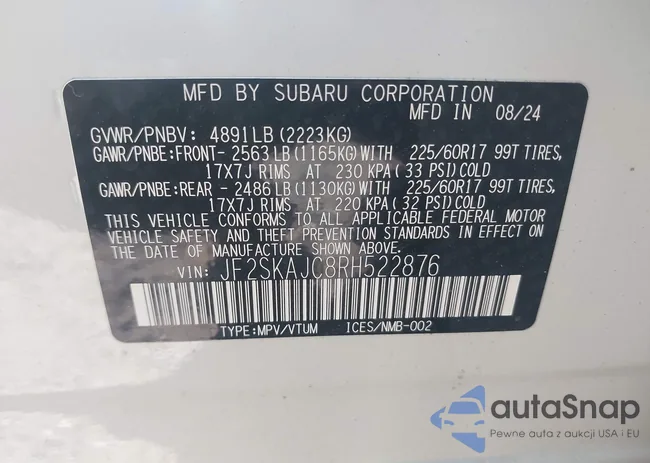 MFD BY SUBARU CORPORATION
MFD IN 08/24
GVWR/PNBV: 4891LB (2223KG)
GAWR/PNBE:FRONT- 2563 LB (1165KG) WITH 225/60R17 99T TIRES,
17X7J RIMS AT 230 KPA (33 PSI) COLD
GAWR/PNBE:REAR - 2486 LB (1130KG) WITH 225/60R17 99T TIRES,
17X7J RIMS AT 220 KPA (32 PSI) COLD
THIS VEHICLE CONFORMS TO ALL APPLICABLE FEDERAL MOTOR
VEHICLE SAFETY AND THEFT PREVENTION STANDARDS IN EFFECT ON
THE DATE OF MANUFACTURE SHOWN ABOVE.
VIN: JF2SKAJC8RH522876
TYPE:MPV/VTUM ICES/NMB-002
autaSnap
Pewne auta z aukcji USA i EU